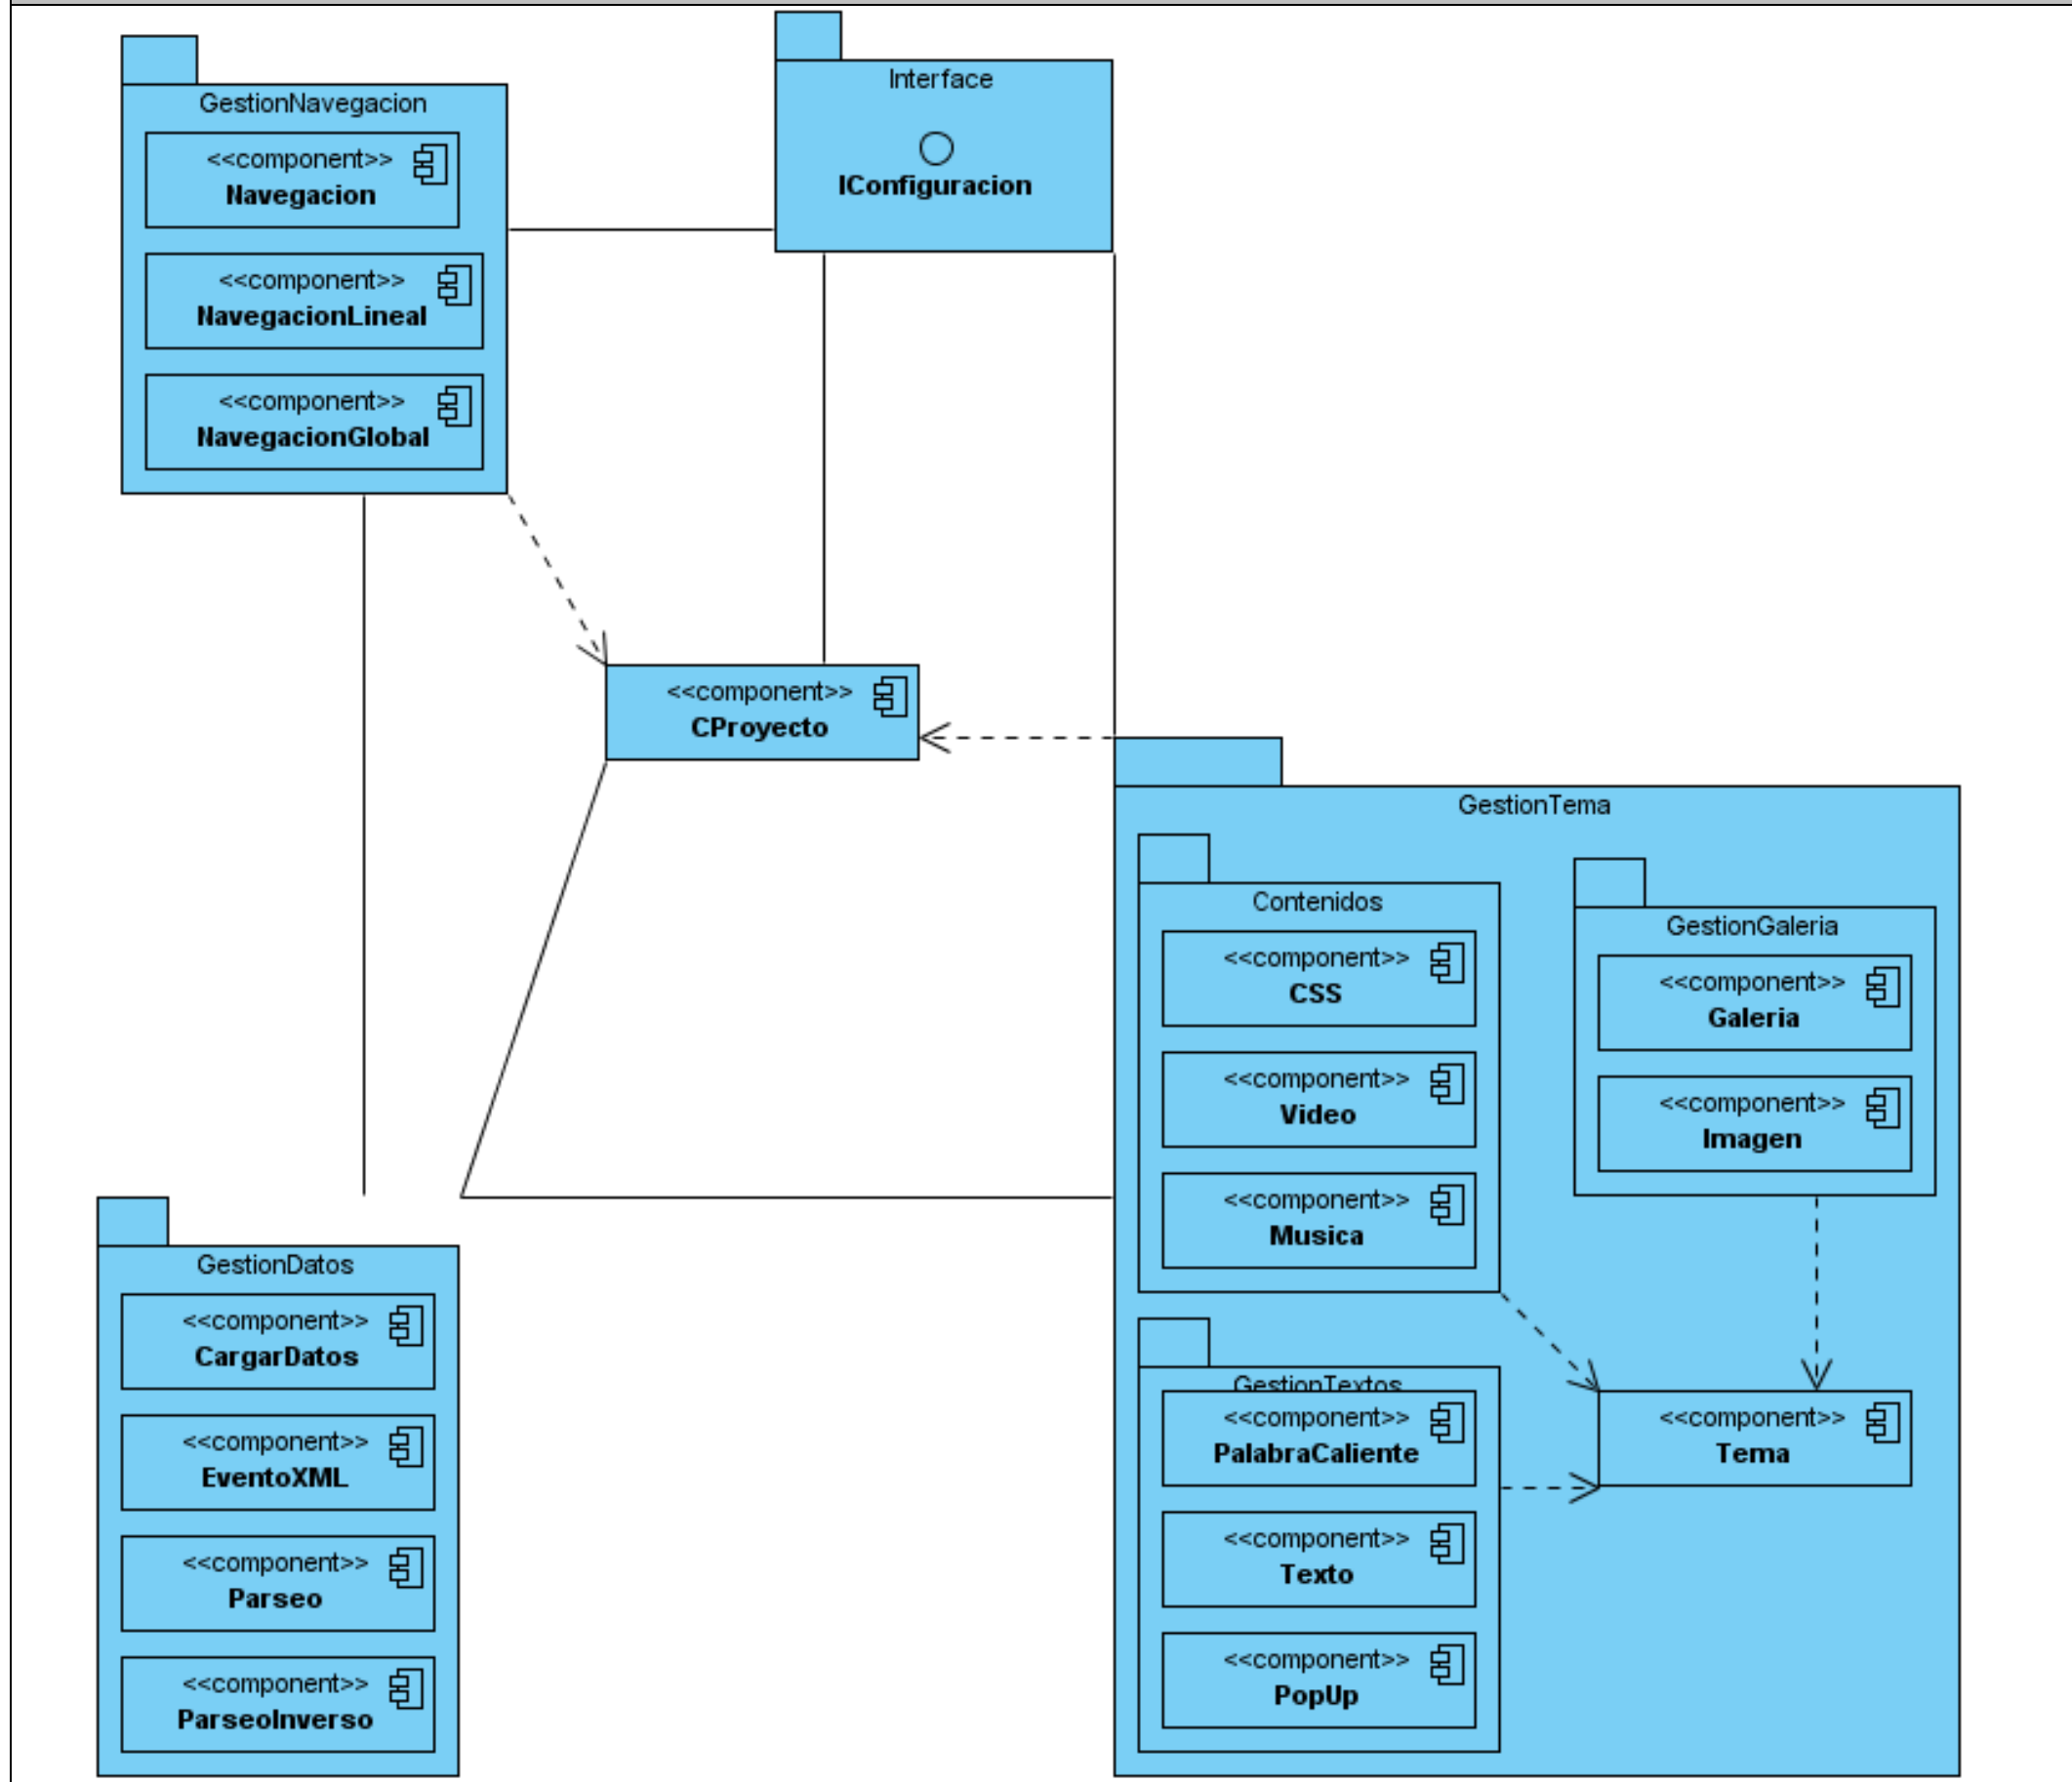 GestionNavegacion
<<component>>
Navegacion
<<component>>
NavegacionLineal
<<component>>
NavegacionGlobal
Interface
IConfiguracion
<<component>>
CProyecto
GestionTema
Contenidos
<<component>>
CSS
<<component>>
Video
<<component>>
Musica
GestionGaleria
<<component>>
Galeria
<<component>>
Imagen
GestionTextos
<<component>>
PalabraCaliente
<<component>>
Texto
<<component>>
PopUp
<<component>>
Tema
GestionDatos
<<component>>
CargarDatos
<<component>>
EventoXML
<<component>>
Parseo
<<component>>
ParseoInverso